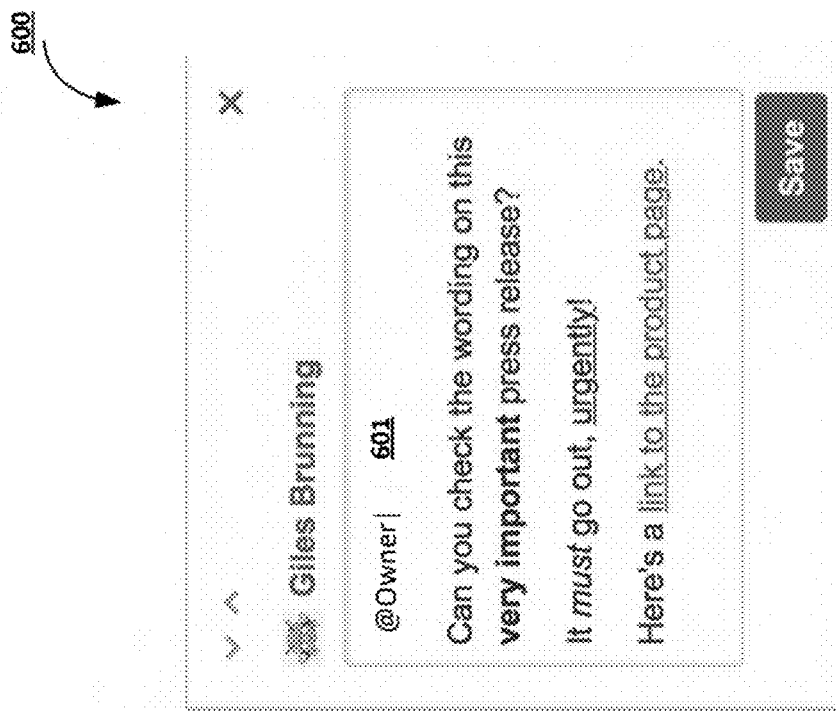 600
Giles Brunning
@Owner| 601
Can you check the wording on this
very important press release?
It must go out, urgently!
Here's a link to the product page.
Save